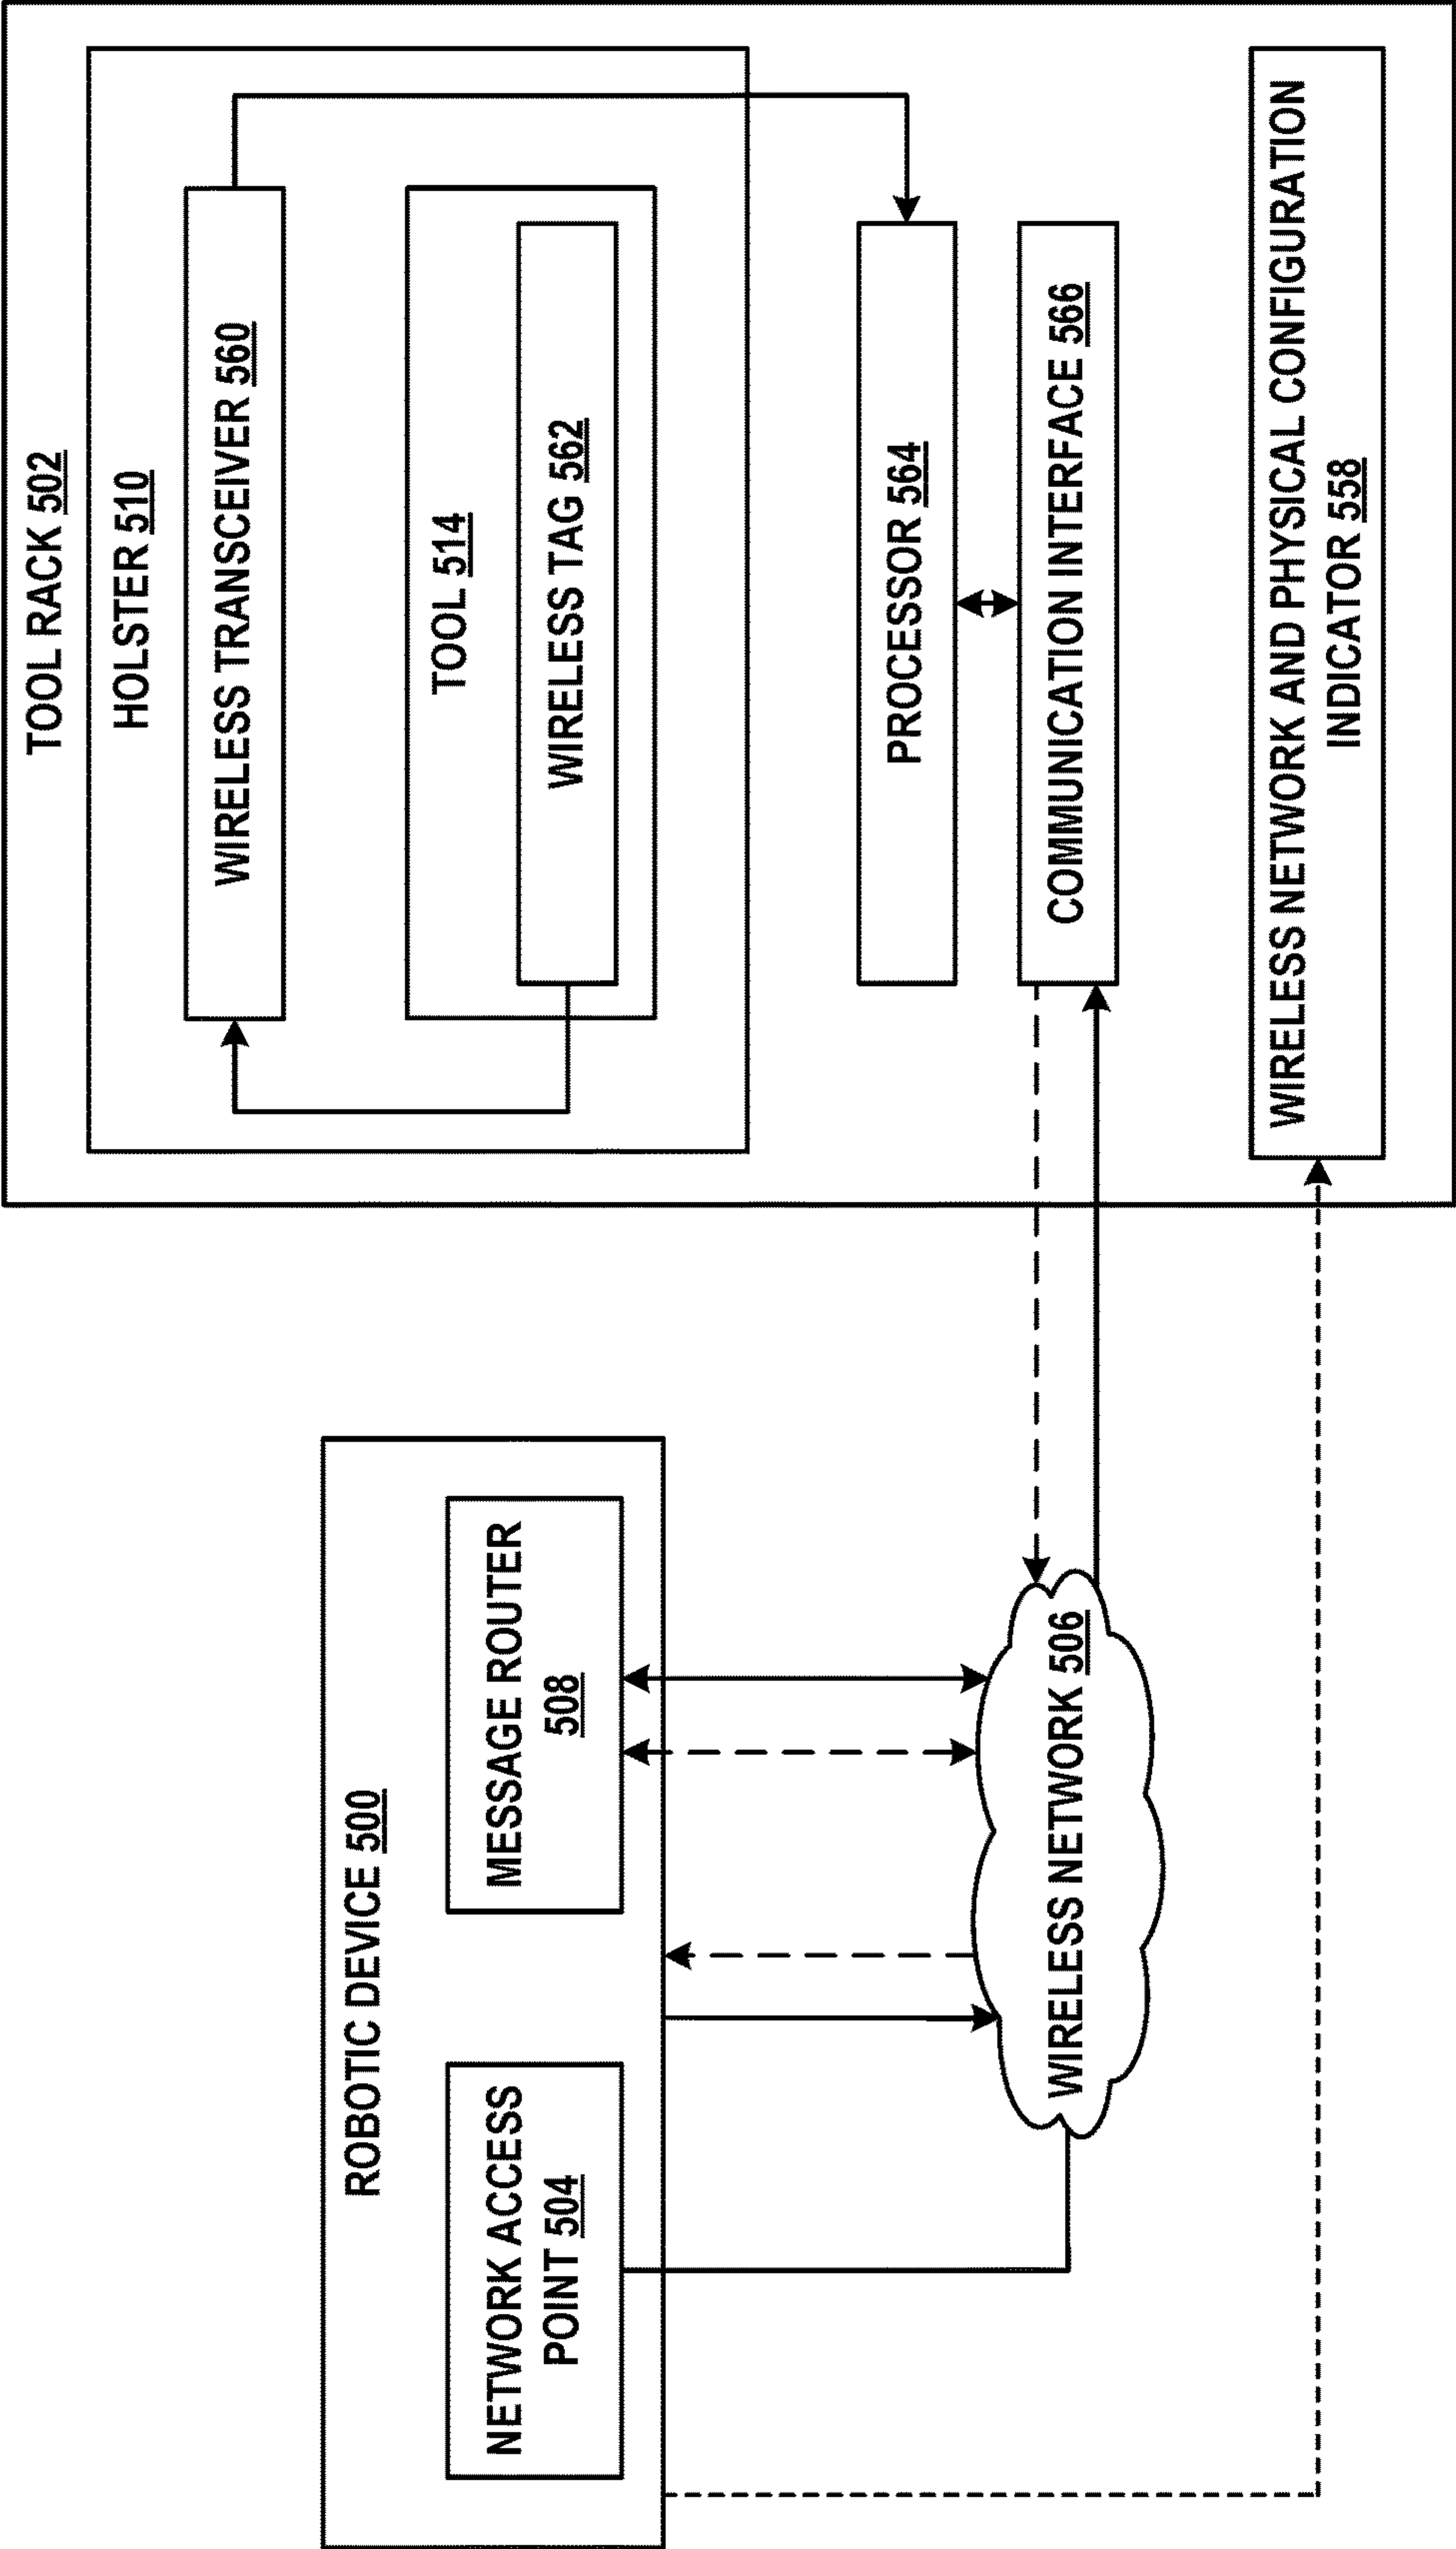 ROBOTIC DEVICE 500
NETWORK ACCESS
POINT 504
MESSAGE ROUTER
508
WIRELESS NETWORK 506
TOOL RACK 502
HOLSTER 510
WIRELESS TRANSCEIVER 560
TOOL 514
WIRELESS TAG 562
PROCESSOR 564
COMMUNICATION INTERFACE 566
WIRELESS NETWORK AND PHYSICAL CONFIGURATION
INDICATOR 558